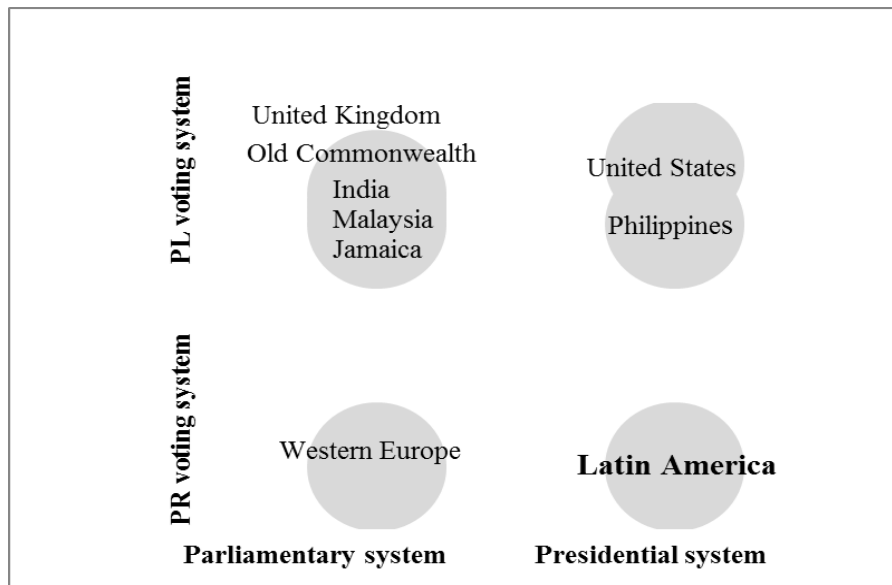 PL voting system
United Kingdom
Old Commonwealth
India
Malaysia
Jamaica
United States
Philippines
PR voting system
Western Europe
Latin America
Parliamentary system
Presidential system